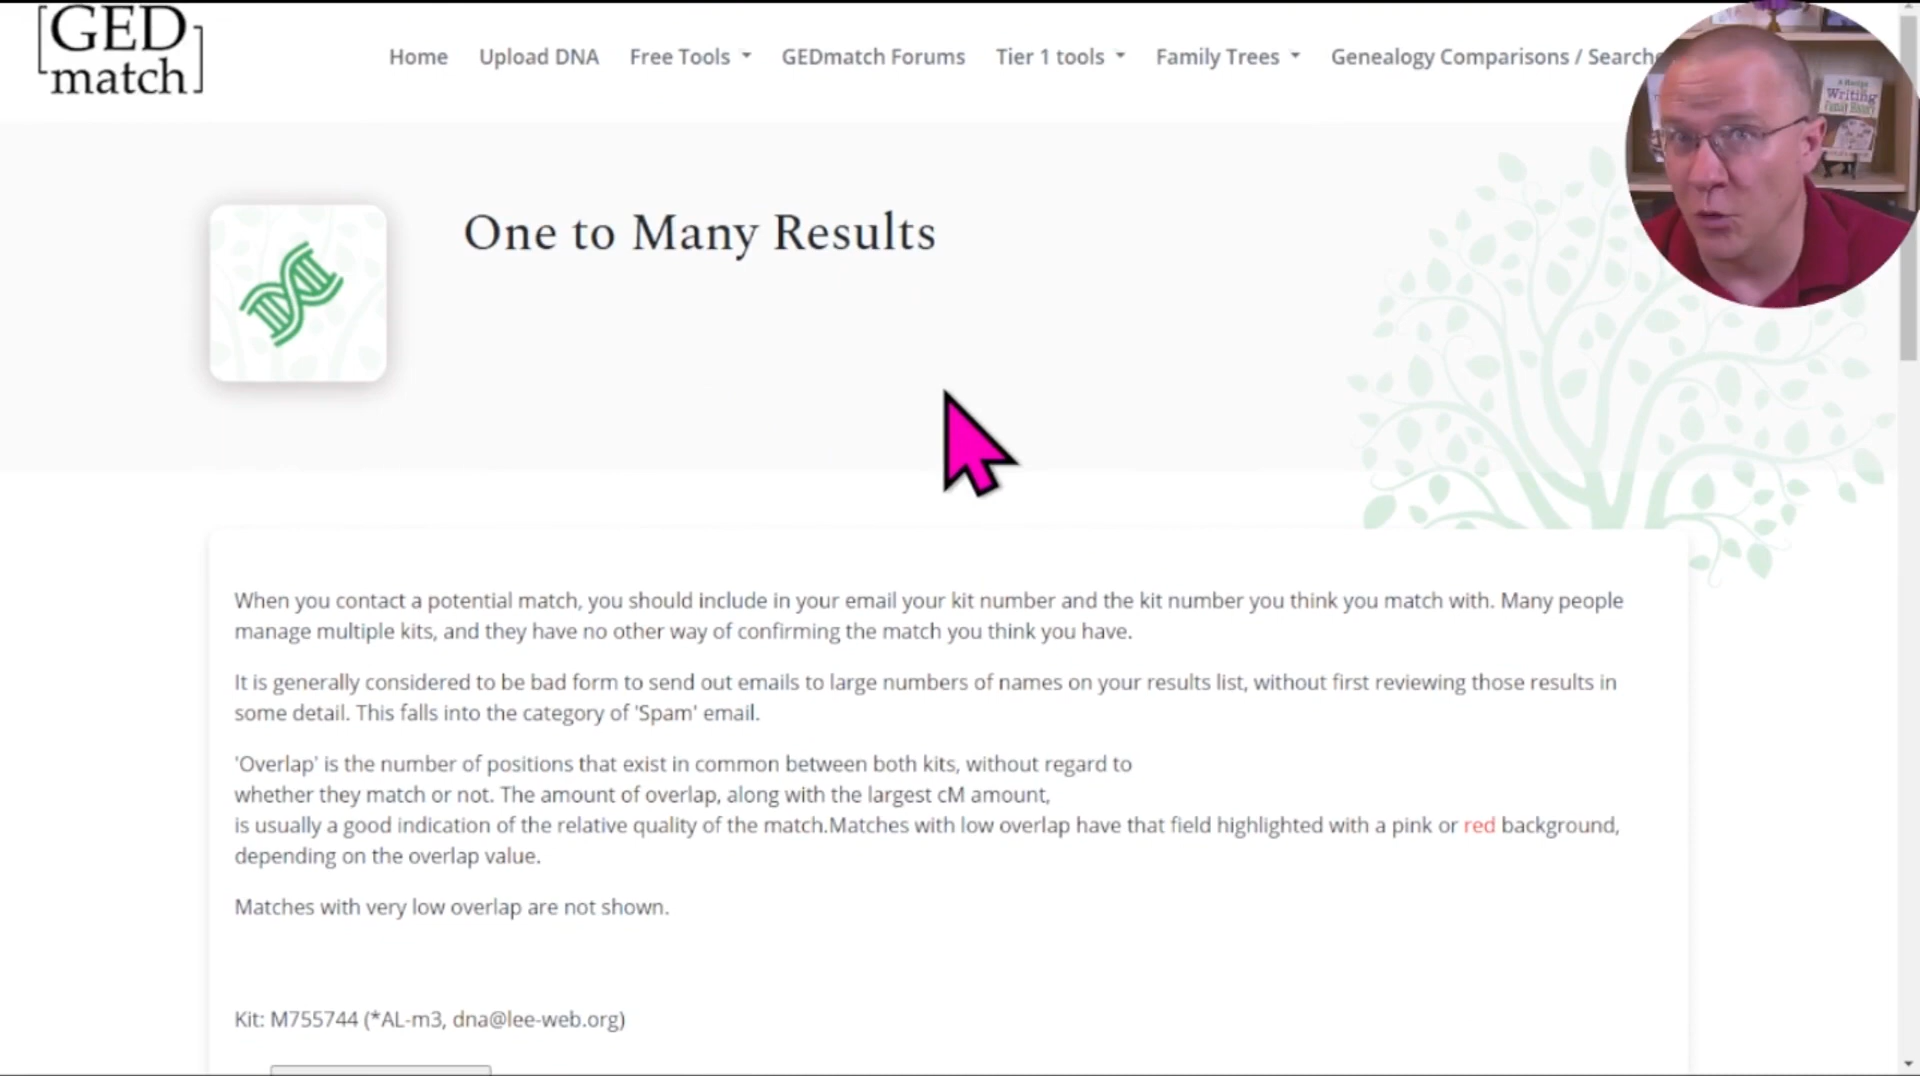 GED
match
Home Upload DNA Free Tools GEDmatch Forums Tier 1 tools Family Trees Genealogy Comparisons / Search
One to Many Results
Writing
Family History
When you contact a potential match, you should include in your email your kit number and the kit number you think you match with. Many people
manage multiple kits, and they have no other way of confirming the match you think you have.
It is generally considered to be bad form to send out emails to large numbers of names on your results list, without first reviewing those results in
some detail. This falls into the category of 'Spam' email.
'Overlap' is the number of positions that exist in common between both kits, without regard to
whether they match or not. The amount of overlap, along with the largest cM amount,
is usually a good indication of the relative quality of the match.Matches with low overlap have that field highlighted with a pink or red background,
depending on the overlap value.
Matches with very low overlap are not shown.
Kit: M755744 (*AL-m3, dna@lee-web.org)